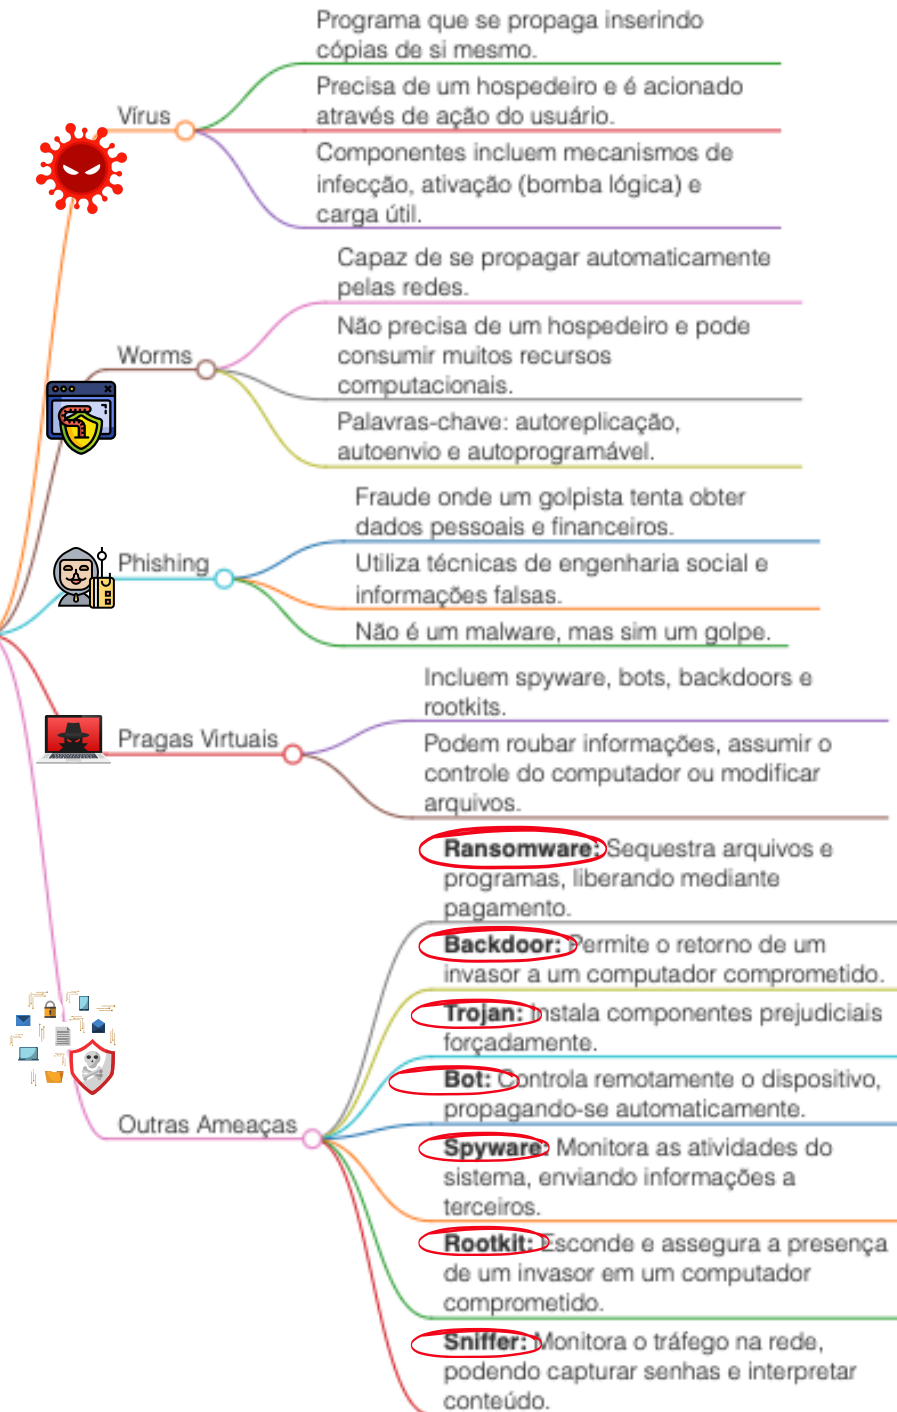 Programa que se propaga inserindo
cópias de si mesmo.
Precisa de um hospedeiro e é acionado
através de ação do usuário.
Vírus
Componentes incluem mecanismos de
infecção, ativação (bomba lógica) e
carga útil.
Capaz de se propagar automaticamente
pelas redes.
Não precisa de um hospedeiro e pode
consumir muitos recursos
computacionais.
Worms
Palavras-chave: autoreplicação,
autoenvio e autoprogramável.
Fraude onde um golpista tenta obter
dados pessoais e financeiros.
Phishing
Utiliza técnicas de engenharia social e
informações falsas.
Não é um malware, mas sim um golpe.
Incluem spyware, bots, backdoors e
rootkits.
Pragas Virtuais
Podem roubar informações, assumir o
controle do computador ou modificar
arquivos.
Ransomware: Sequestra arquivos e
programas, liberando mediante
pagamento.
Backdoor: Permite o retorno de um
invasor a um computador comprometido.
Trojan: Instala componentes prejudiciais
forçadamente.
Bot: Controla remotamente o dispositivo,
propagando-se automaticamente.
Outras Ameaças
Spyware: Monitora as atividades do
sistema, enviando informações a
terceiros.
Rootkit: Esconde e assegura a presença
de um invasor em um computador
comprometido.
Sniffer: Monitora o tráfego na rede,
podendo capturar senhas e interpretar
conteúdo.